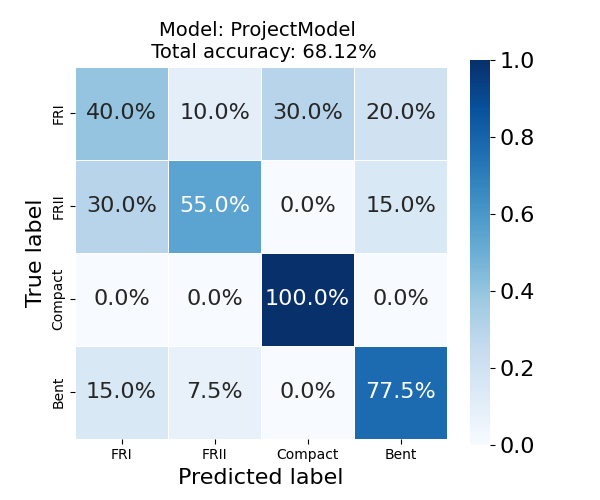 Model: ProjectModel
Total accuracy: 68.12%
True label
FRI
40.0% 10.0% 30.0% 20.0%
FRII
30.0% 55.0% 0.0% 15.0%
Compact
0.0% 0.0% 100.0% 0.0%
Bent
15.0% 7.5% 0.0% 77.5%
FRI FRII Compact Bent
Predicted label
1.0
0.8
0.6
0.4
0.2
0.0